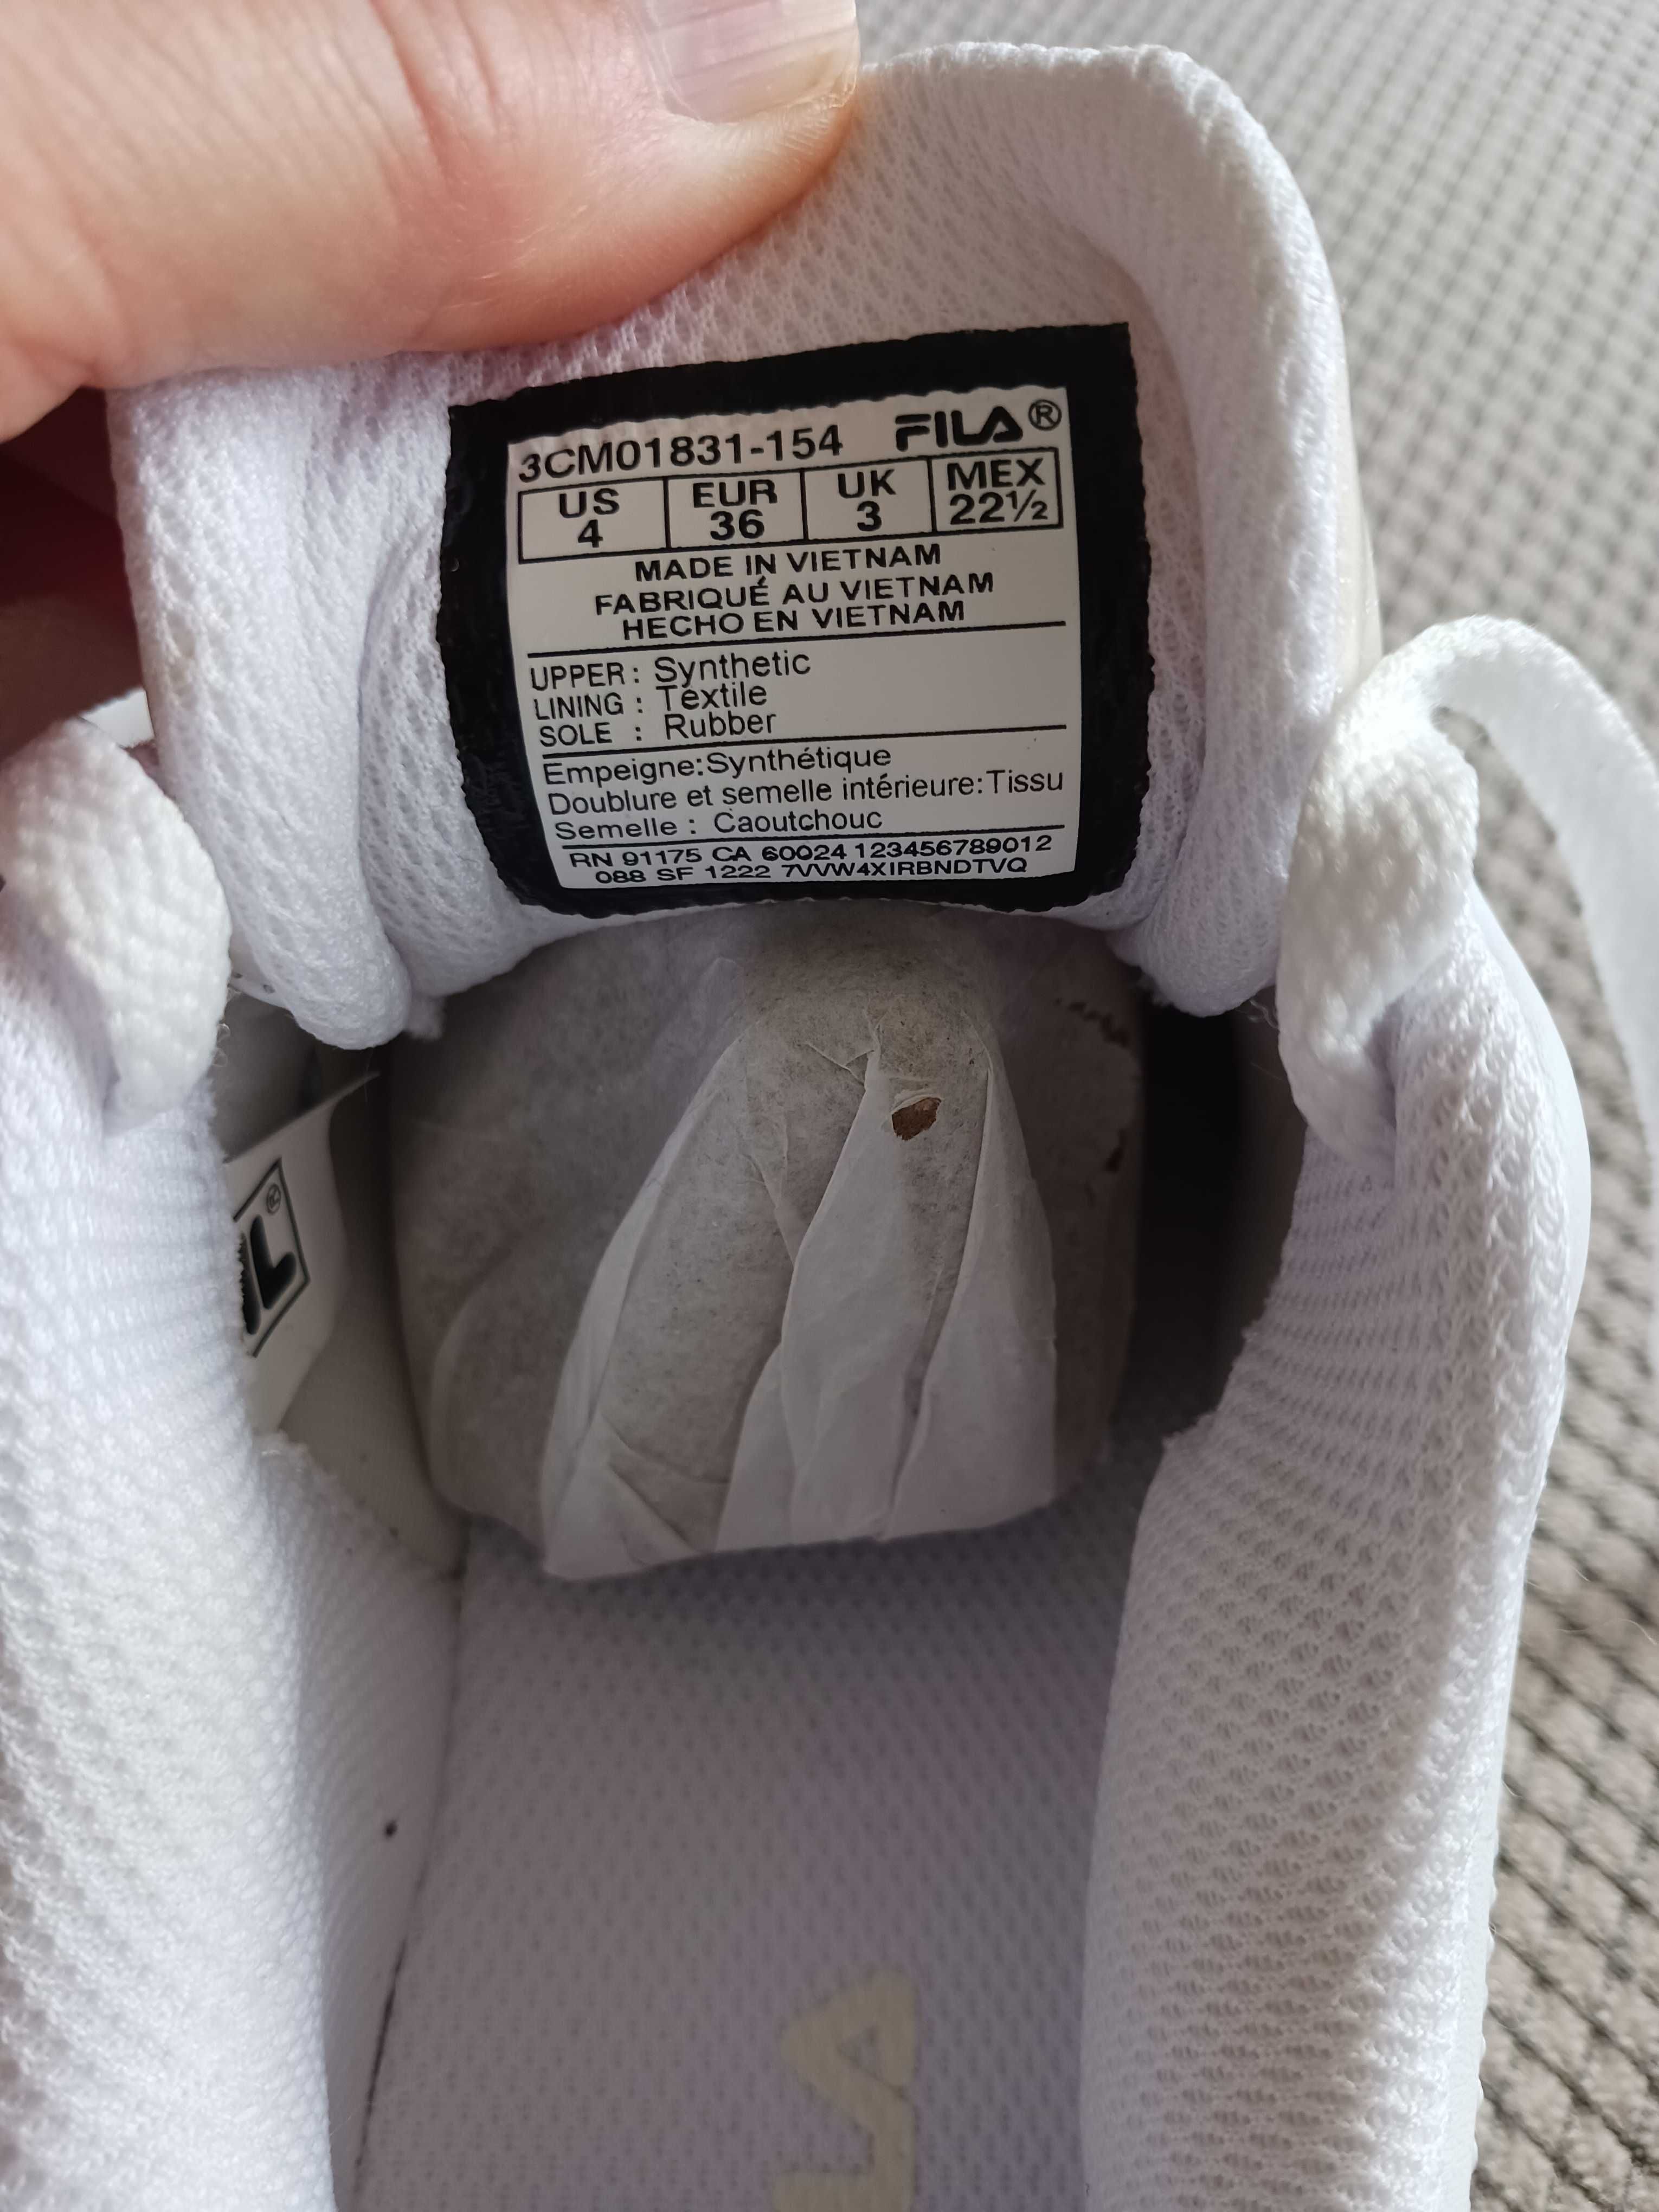 3CM01831-154 FILA®
US EUR UK MEX
4 36 3 22½
MADE IN VIETNAM
FABRIQUÉ AU VIETNAM
HECHO EN VIETNAM
UPPER : Synthetic
LINING : Textile
SOLE : Rubber
Empeigne:Synthétique
Doublure et semelle intérieure:Tissu
Semelle : Caoutchouc
RN 91175 CA 60024 123456789012
088 SF 1222 7VVW4XIRBNDTVQ